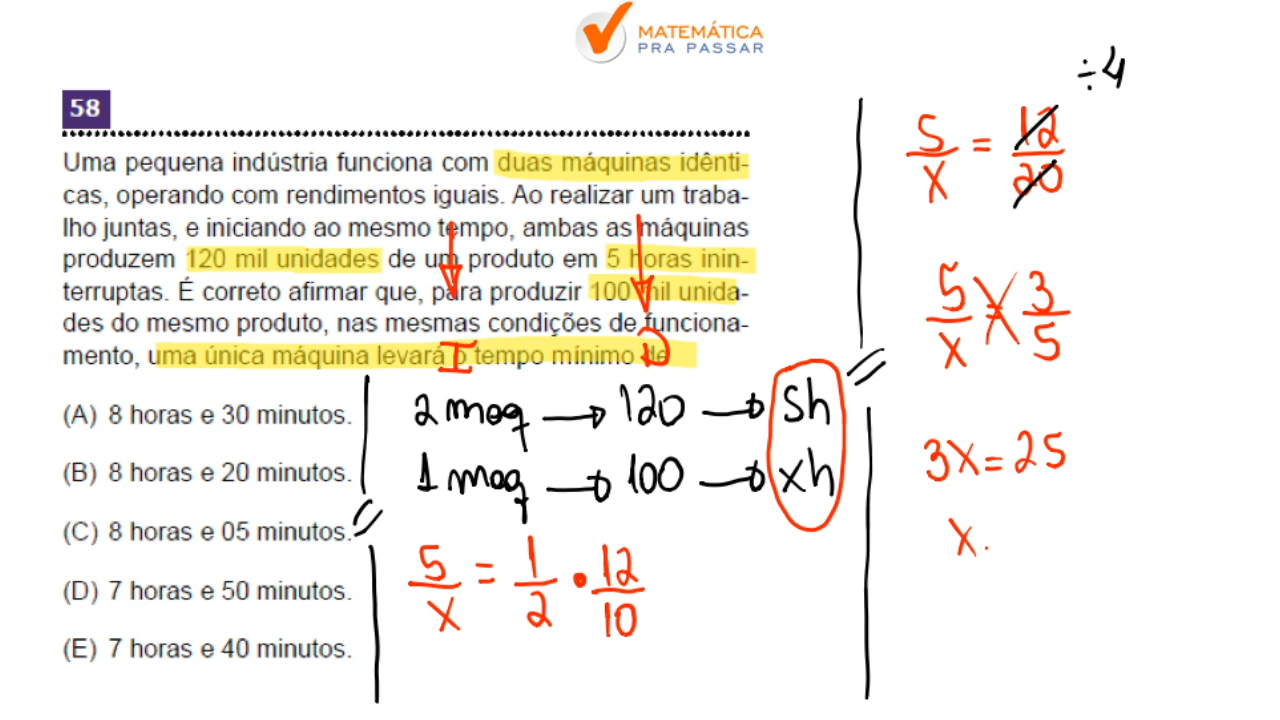 MATEMÁTICA
PRA PASSAR
58
Uma pequena indústria funciona com duas máquinas idênti-
cas, operando com rendimentos iguais. Ao realizar um traba-
lho juntas, e iniciando ao mesmo tempo, ambas as máquinas
produzem 120 mil unidades de um produto em 5 horas inin-
terruptas. É correto afirmar que, para produzir 100 mil unida-
des do mesmo produto, nas mesmas condições de funciona-
mento, uma única máquina levará o tempo mínimo de
I D
(A) 8 horas e 30 minutos.
(B) 8 horas e 20 minutos.
(C) 8 horas e 05 minutos.
(D) 7 horas e 50 minutos.
(E) 7 horas e 40 minutos.
2 maq → 120 → 5h
1 maq → 100 → xh
5/x = 1/2 • 12/10
÷4
5/x = 12/20
5/x = 3/5
3x = 25
x.